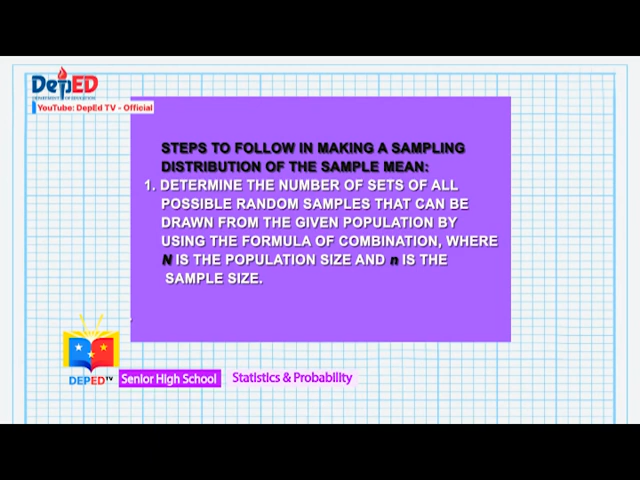 DepED
DEPARTMENT OF EDUCATION
YouTube: DepEd TV - Official
STEPS TO FOLLOW IN MAKING A SAMPLING
DISTRIBUTION OF THE SAMPLE MEAN:
1. DETERMINE THE NUMBER OF SETS OF ALL
POSSIBLE RANDOM SAMPLES THAT CAN BE
DRAWN FROM THE GIVEN POPULATION BY
USING THE FORMULA OF COMBINATION, WHERE
N IS THE POPULATION SIZE AND n IS THE
SAMPLE SIZE.
DEPED TV
Senior High School
Statistics & Probability